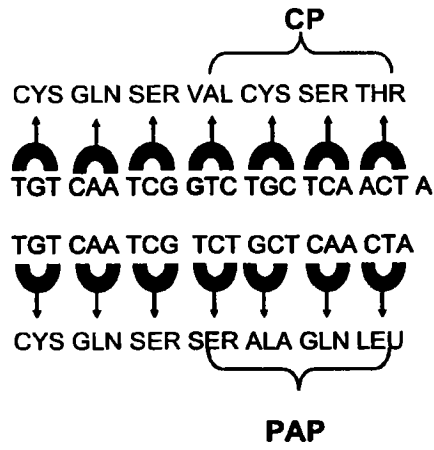 CP
CYS GLN SER VAL CYS SER THR
TGT CAA TCG GTC TGC TCA ACT A
TGT CAA TCG TCT GCT CAA CTA
CYS GLN SER SER ALA GLN LEU
PAP